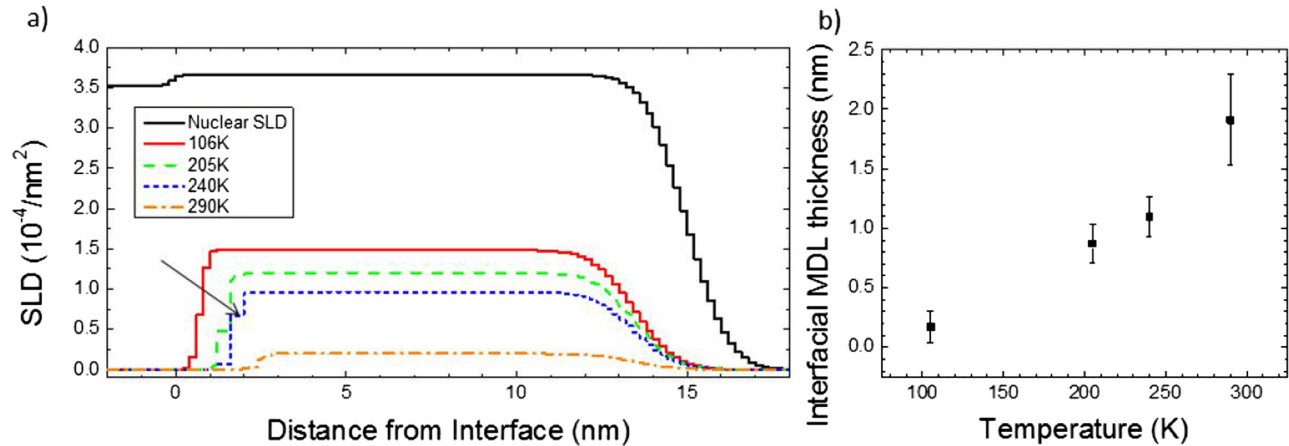 a)
SLD (10-4/nm2)
4.0
3.5
3.0
2.5
2.0
1.5
1.0
0.5
0.0
Nuclear SLD
106K
205K
240K
290K
0
5
10
15
Distance from Interface (nm)
b)
Interfacial MDL thickness (nm)
2.5
2.0
1.5
1.0
0.5
0.0
100
150
200
250
300
Temperature (K)